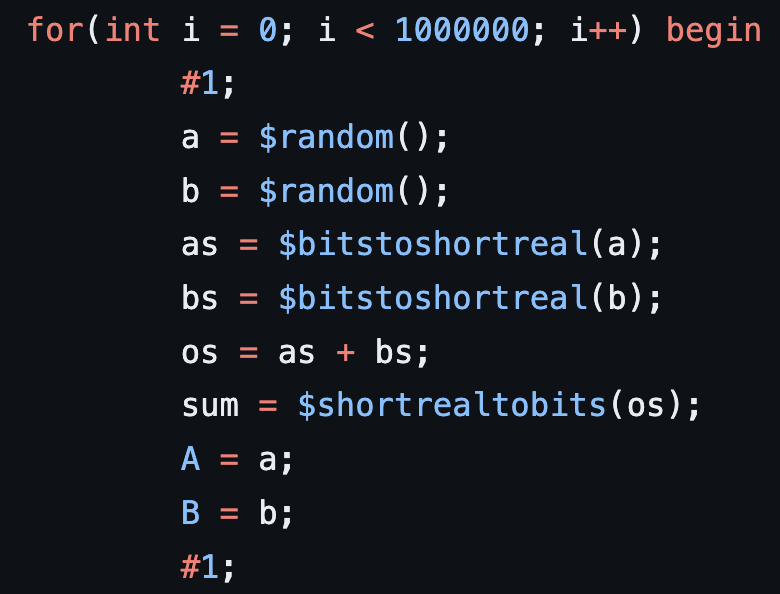 for(int i = 0; i < 1000000; i++) begin
#1;
a = $random();
b = $random();
as = $bitstoshortreal(a);
bs = $bitstoshortreal(b);
os = as + bs;
sum = $shortrealtobits(os);
A = a;
B = b;
#1;